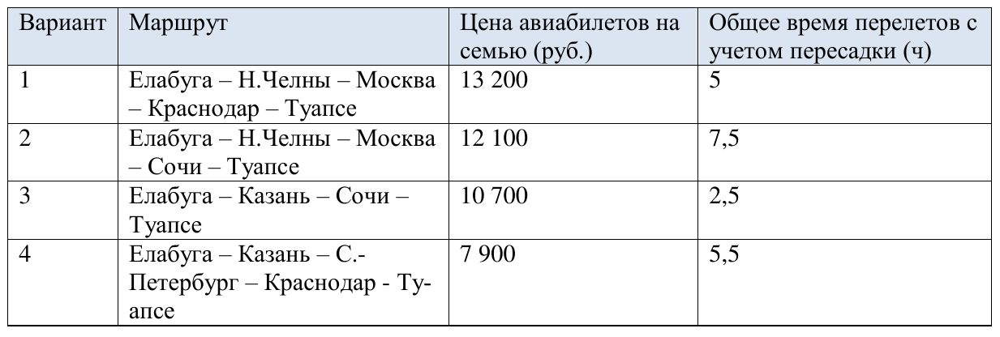 Вариант Маршрут Цена авиабилетов на Общее время перелетов с
семью (руб.) учетом пересадки (ч)
1 Елабуга – Н.Челны – Москва 13 200 5
– Краснодар – Туапсе
2 Елабуга – Н.Челны – Москва 12 100 7,5
– Сочи – Туапсе
3 Елабуга – Казань – Сочи – 10 700 2,5
Туапсе
4 Елабуга – Казань – С.- 7 900 5,5
Петербург – Краснодар - Ту-
апсе